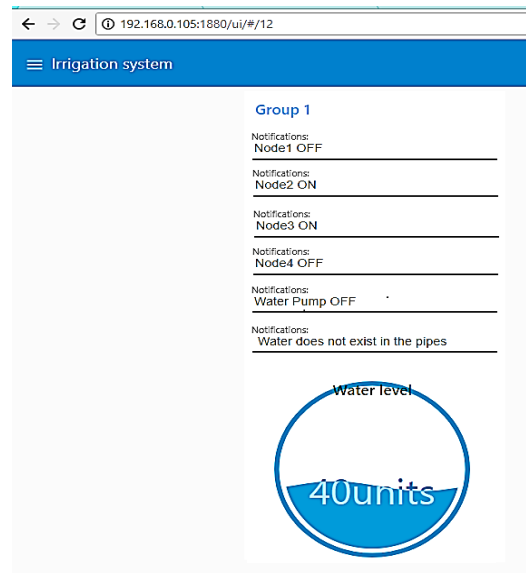 192.168.0.105:1880/ui/#/12
Irrigation system
Group 1
Notifications:
Node1 OFF
Notifications:
Node2 ON
Notifications:
Node3 ON
Notifications:
Node4 OFF
Notifications:
Water Pump OFF
Notifications:
Water does not exist in the pipes
Water level
40units